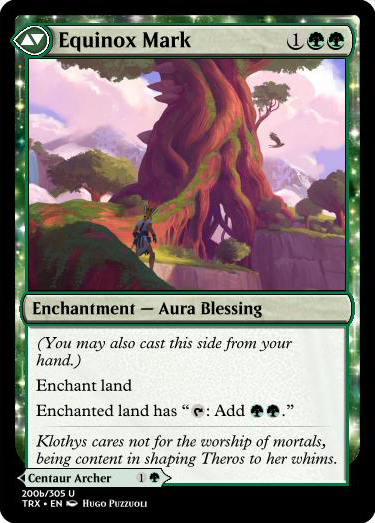 Equinox Mark 1
Enchantment — Aura Blessing
(You may also cast this side from your
hand.)
Enchant land
Enchanted land has “: Add .”
Klothys cares not for the worship of mortals,
being content in shaping Theros to her whims.
Centaur Archer 1
200b/305 U
TRX • EN Hugo Puzzuoli